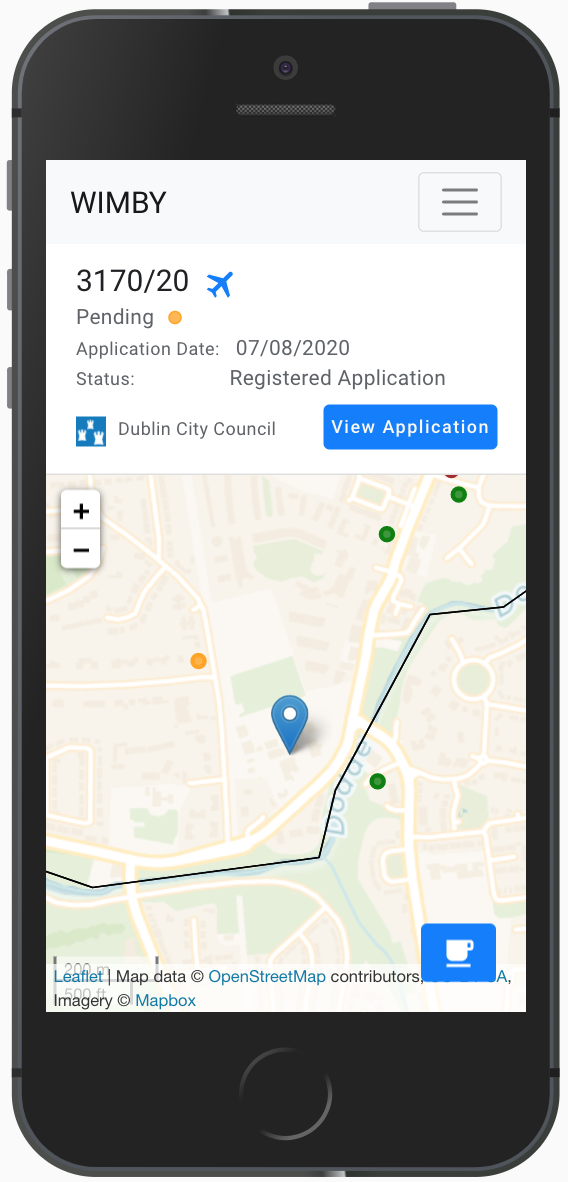 WIMBY
3170/20
Pending
Application Date: 07/08/2020
Status: Registered Application
Dublin City Council
View Application
+
−
Dodder
200 m
500 ft
Leaflet | Map data © OpenStreetMap contributors,
Imagery © Mapbox